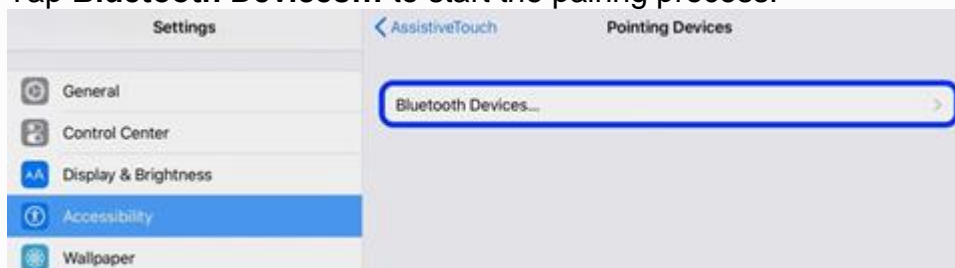 Tap Bluetooth Devices... to start the pairing process.
Settings
AssistiveTouch
Pointing Devices
General
Control Center
Display & Brightness
Accessibility
Wallpaper
Bluetooth Devices...